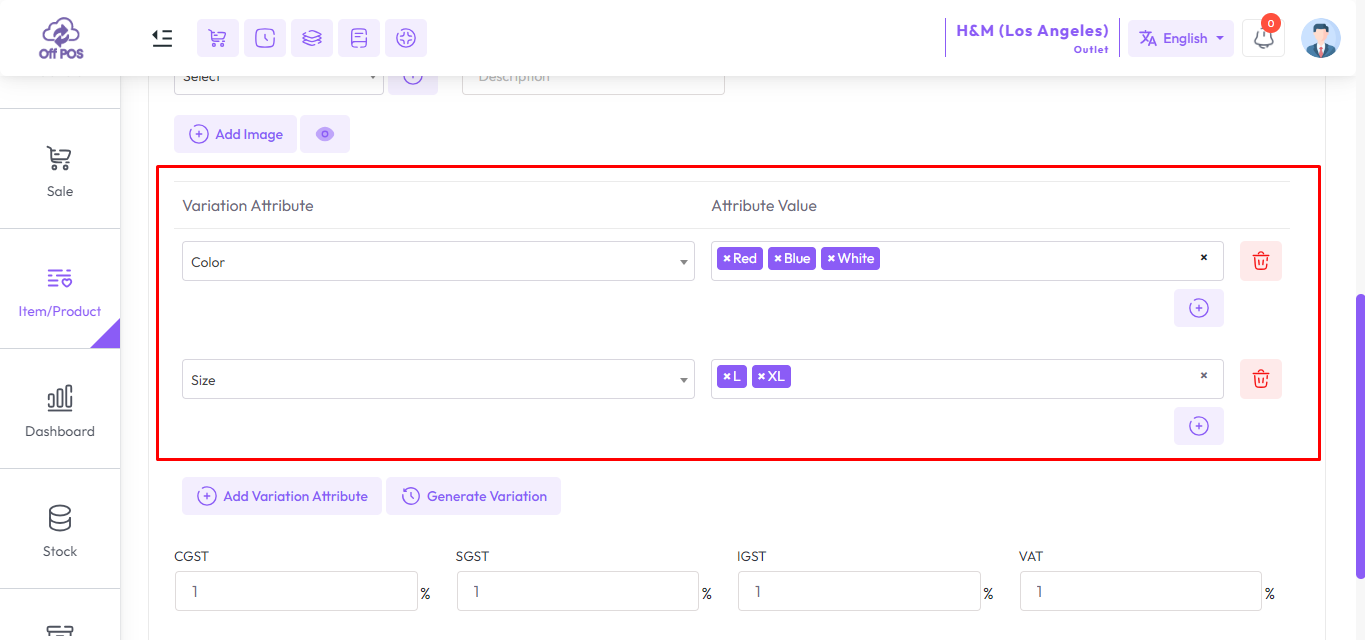 Off POS
H&M (Los Angeles)
Outlet
English
0
Select
Description
Add Image
Sale
Variation Attribute
Attribute Value
Color
× Red × Blue × White ×
Item/Product
Size
× L × XL ×
Dashboard
Add Variation Attribute
Generate Variation
Stock
CGST
SGST
IGST
VAT
1 %
1 %
1 %
1 %